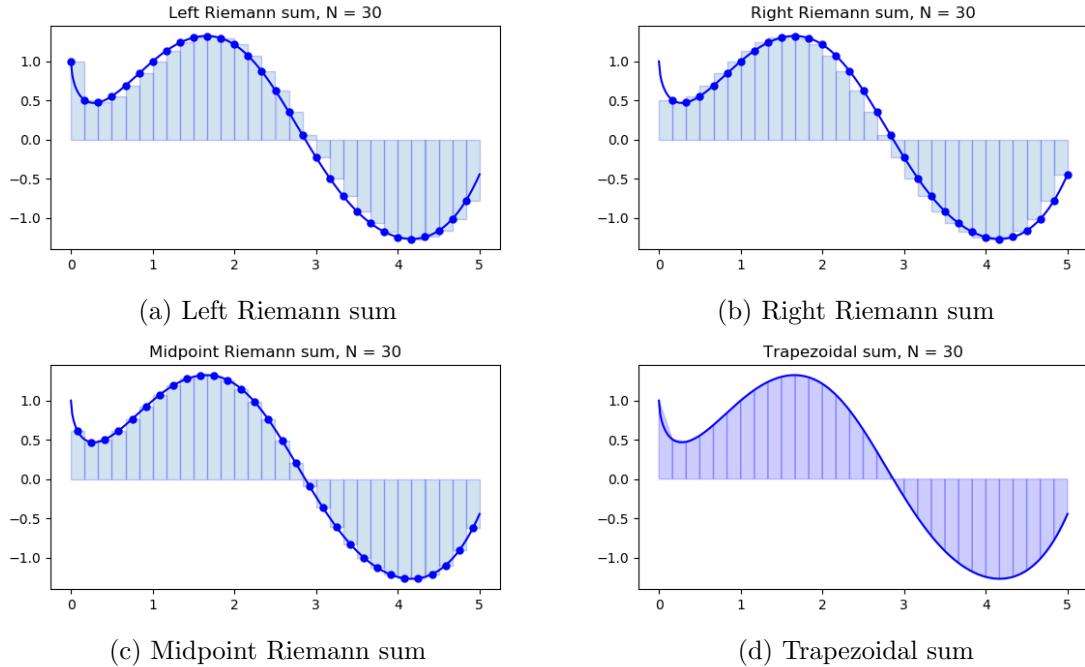 Left Riemann sum, N = 30
1.0
0.5
0.0
−0.5
−1.0
0 1 2 3 4 5
(a) Left Riemann sum
Right Riemann sum, N = 30
1.0
0.5
0.0
−0.5
−1.0
0 1 2 3 4 5
(b) Right Riemann sum
Midpoint Riemann sum, N = 30
1.0
0.5
0.0
−0.5
−1.0
0 1 2 3 4 5
(c) Midpoint Riemann sum
Trapezoidal sum, N = 30
1.0
0.5
0.0
−0.5
−1.0
0 1 2 3 4 5
(d) Trapezoidal sum